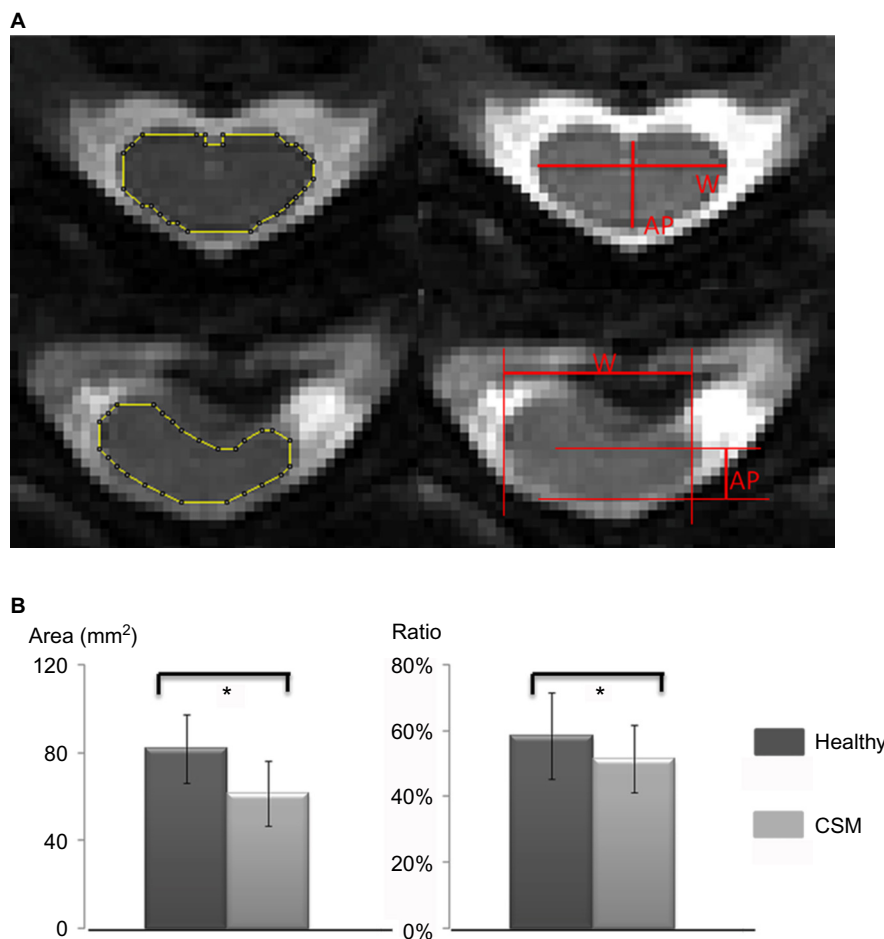 A
W
AP
W
AP
B
Area (mm²)
120
80
40
0
*
Ratio
80%
60%
40%
20%
0%
*
Healthy
CSM